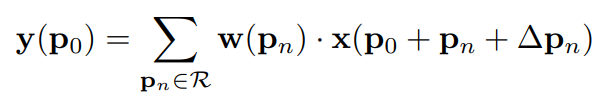 y(p₀) = ∑_{pₙ∈ℛ} w(pₙ) · x(p₀ + pₙ + Δpₙ)